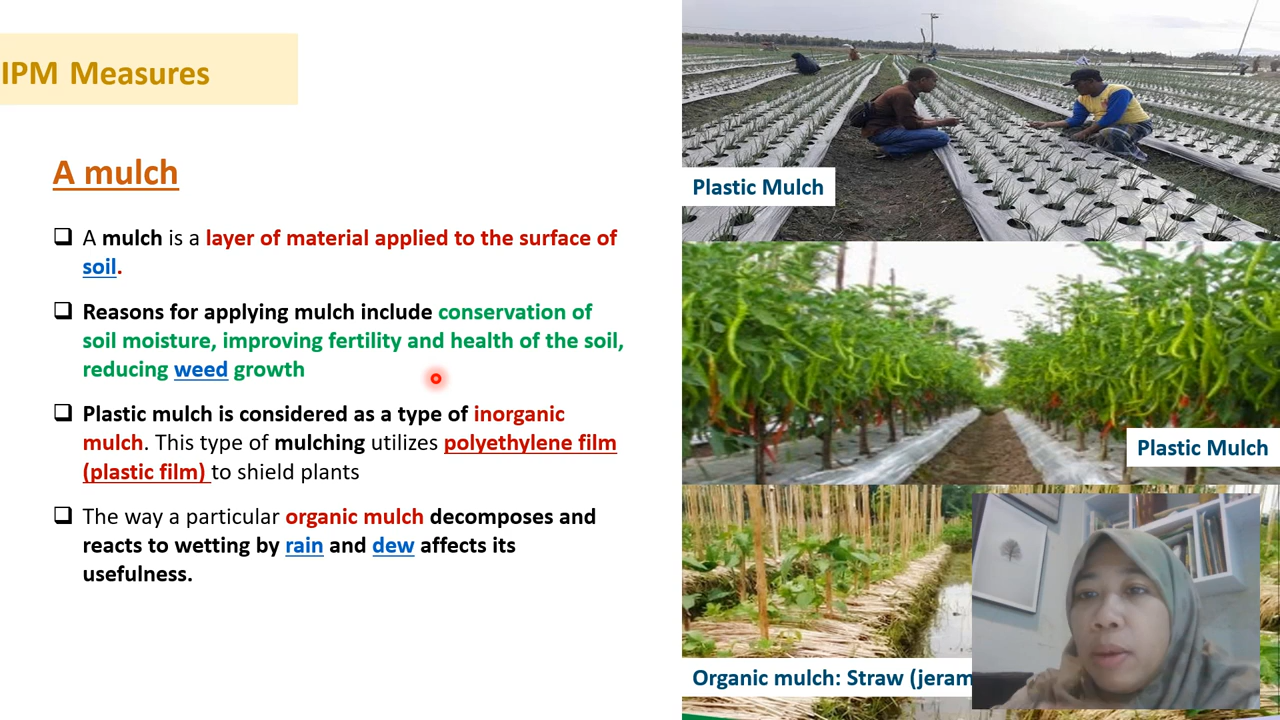 IPM Measures
A mulch
A mulch is a layer of material applied to the surface of
soil.
Reasons for applying mulch include conservation of
soil moisture, improving fertility and health of the soil,
reducing weed growth
Plastic mulch is considered as a type of inorganic
mulch. This type of mulching utilizes polyethylene film
(plastic film) to shield plants
The way a particular organic mulch decomposes and
reacts to wetting by rain and dew affects its
usefulness.
Plastic Mulch
Plastic Mulch
Organic mulch: Straw (jeram